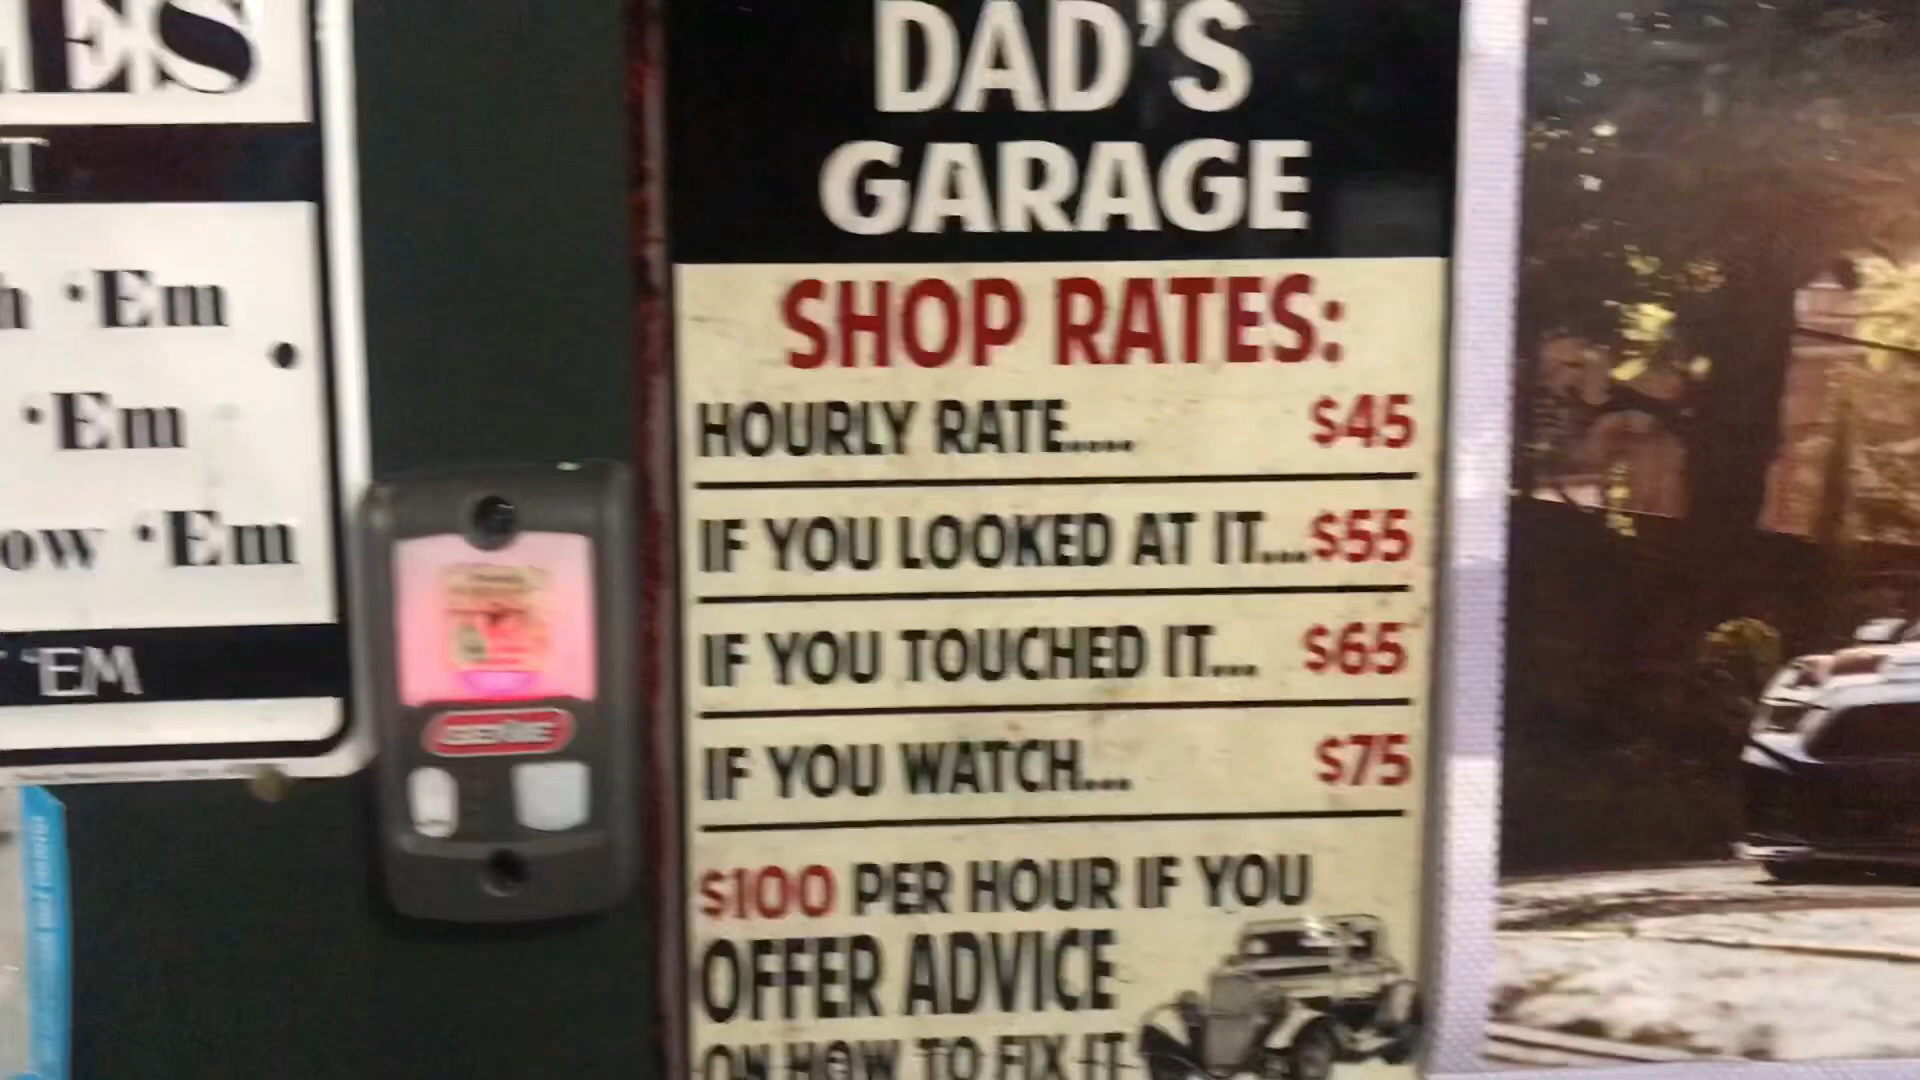 'Em
'Em
'Em
'EM
GENIE
DAD'S
GARAGE
SHOP RATES:
HOURLY RATE.... $45
IF YOU LOOKED AT IT...$55
IF YOU TOUCHED IT... $65
IF YOU WATCH... $75
$100 PER HOUR IF YOU
OFFER ADVICE
ON HOW TO FIX IT